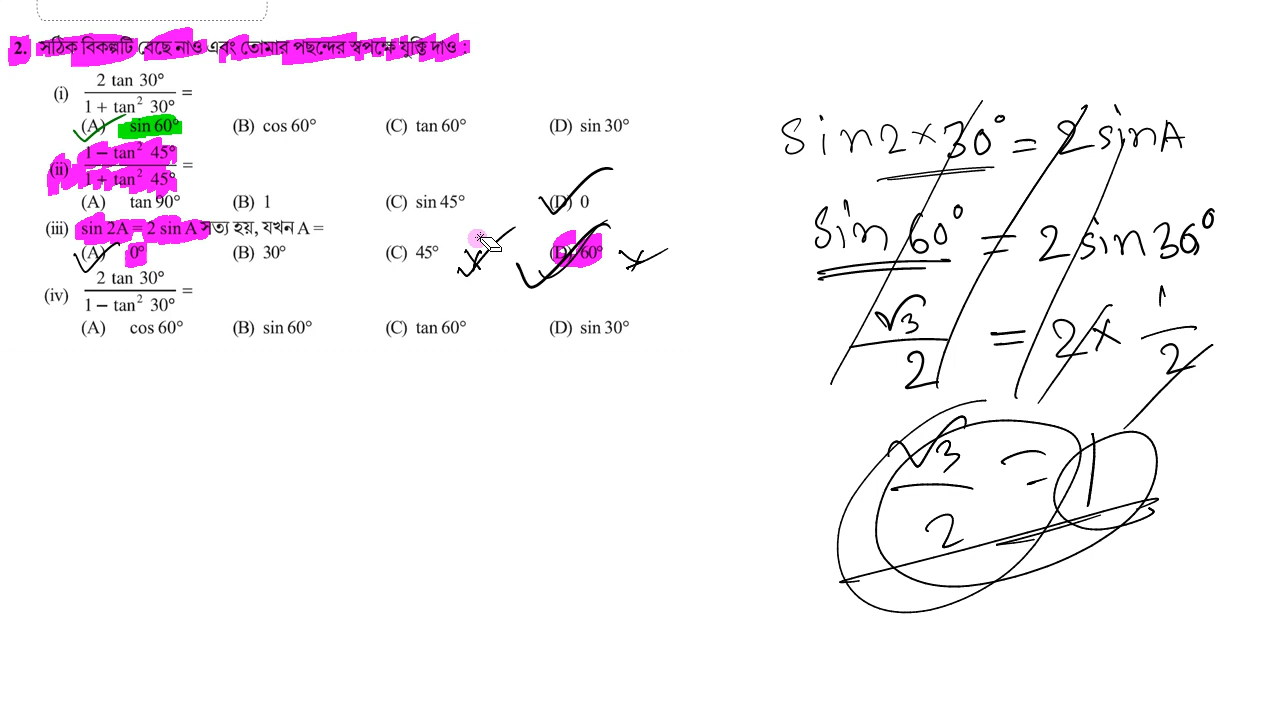 2. সঠিক বিকল্পটি বেছে নাও এবং তোমার পছন্দের স্বপক্ষে যুক্তি দাও :
(i) 2 tan 30° / 1 + tan² 30° =
(A) sin 60° (B) cos 60° (C) tan 60° (D) sin 30°
(ii) 1 − tan² 45° / 1 + tan² 45° =
(A) tan 90° (B) 1 (C) sin 45° (D) 0
(iii) sin 2A = 2 sin A সত্য হয়, যখন A =
(A) 0° (B) 30° (C) 45° (D) 60°
(iv) 2 tan 30° / 1 − tan² 30° =
(A) cos 60° (B) sin 60° (C) tan 60° (D) sin 30°
Sin 2 × 30° = 2 sin A
Sin 60° = 2 sin 30°
√3 / 2 = 2 × 1 / 2
√3 / 2 = 1